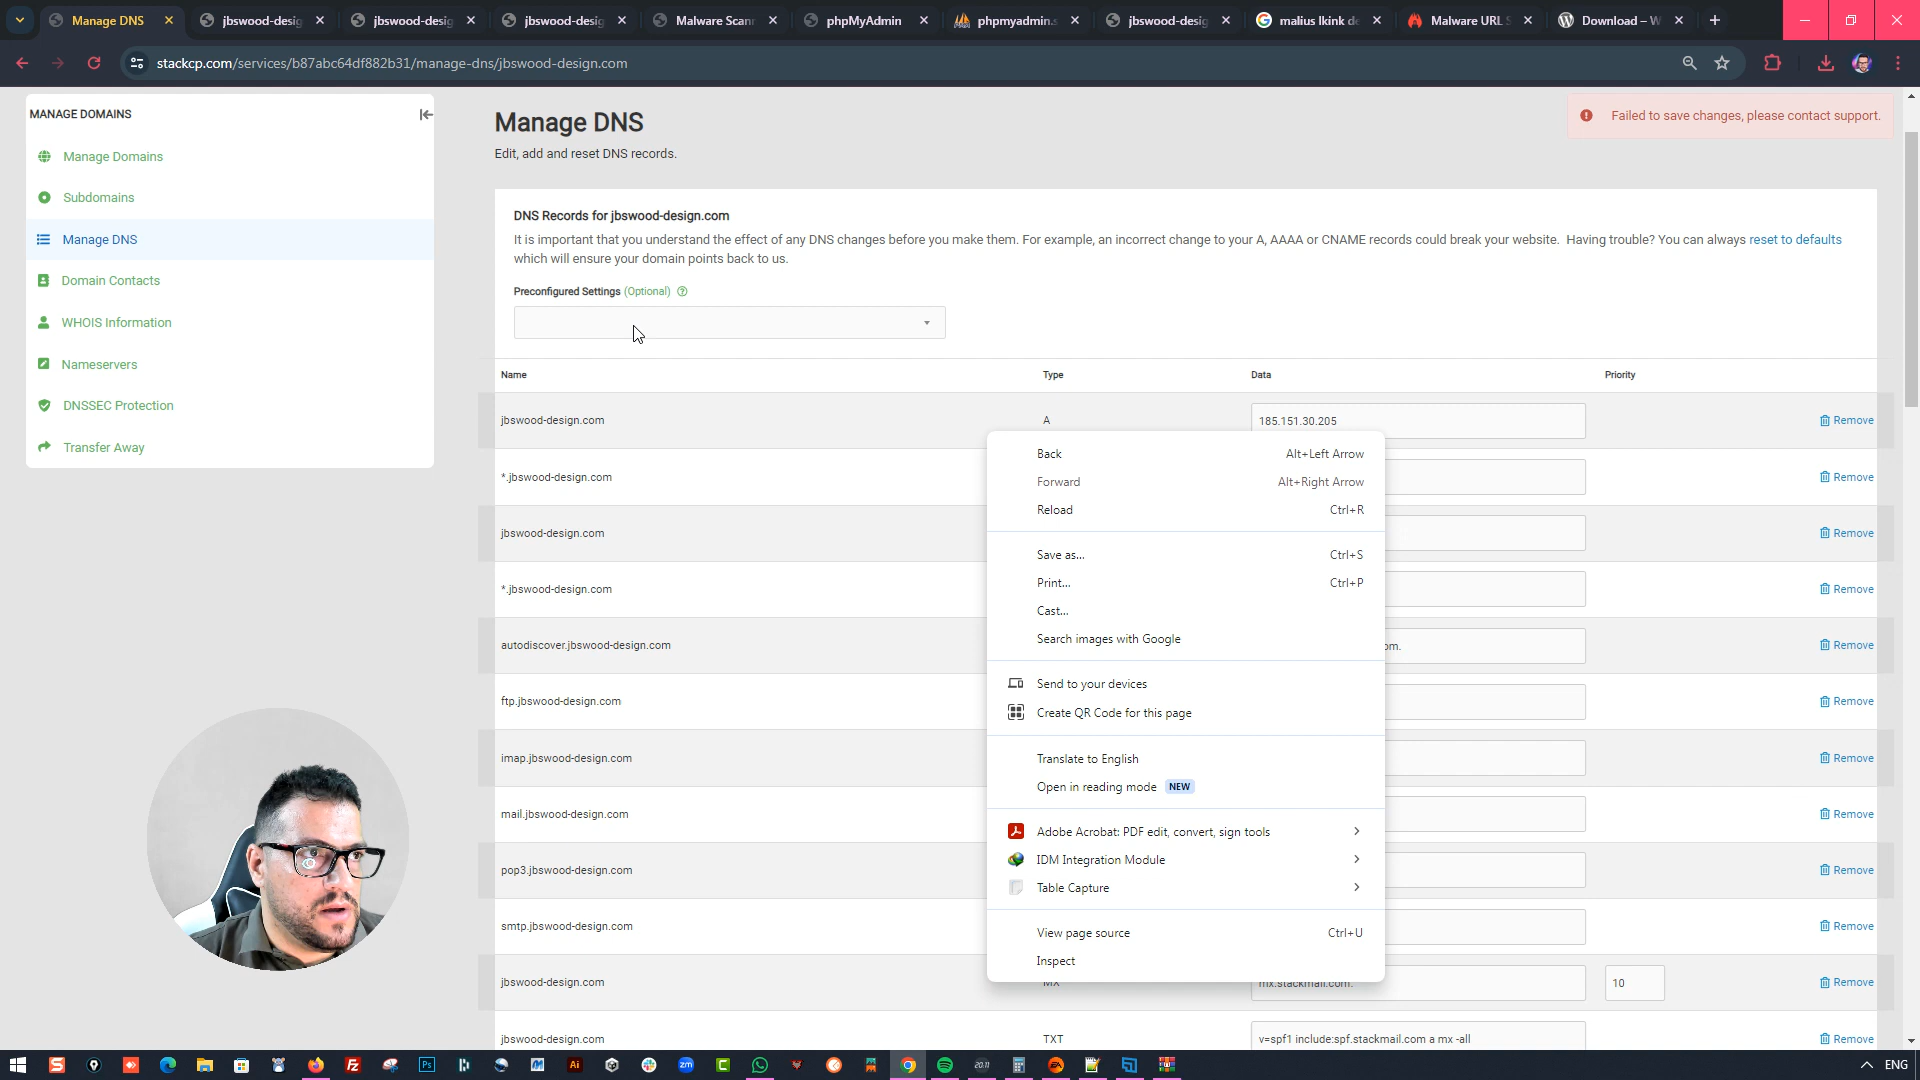 Manage DNS
jbswood-desig
jbswood-desig
jbswood-desig
Malware Scann
phpMyAdmin
phpmyadmin.s
jbswood-desig
malius lkink de
Malware URL S
Download – W
stackcp.com/services/b87abc64df882b31/manage-dns/jbswood-design.com
MANAGE DOMAINS
Manage Domains
Subdomains
Manage DNS
Domain Contacts
WHOIS Information
Nameservers
DNSSEC Protection
Transfer Away
Manage DNS
Edit, add and reset DNS records.
Failed to save changes, please contact support.
DNS Records for jbswood-design.com
It is important that you understand the effect of any DNS changes before you make them. For example, an incorrect change to your A, AAAA or CNAME records could break your website. Having trouble? You can always reset to defaults
which will ensure your domain points back to us.
Preconfigured Settings (Optional)
Name Type Data Priority
jbswood-design.com A 185.151.30.205 Remove
*.jbswood-design.com Remove
jbswood-design.com Remove
*.jbswood-design.com Remove
autodiscover.jbswood-design.com om. Remove
ftp.jbswood-design.com Remove
imap.jbswood-design.com Remove
mail.jbswood-design.com Remove
pop3.jbswood-design.com Remove
smtp.jbswood-design.com Remove
jbswood-design.com MX mx.stackmail.com. 10 Remove
jbswood-design.com TXT v=spf1 include:spf.stackmail.com a mx -all Remove
Back Alt+Left Arrow
Forward Alt+Right Arrow
Reload Ctrl+R
Save as... Ctrl+S
Print... Ctrl+P
Cast...
Search images with Google
Send to your devices
Create QR Code for this page
Translate to English
Open in reading mode NEW
Adobe Acrobat: PDF edit, convert, sign tools
IDM Integration Module
Table Capture
View page source Ctrl+U
Inspect
20:11
ENG